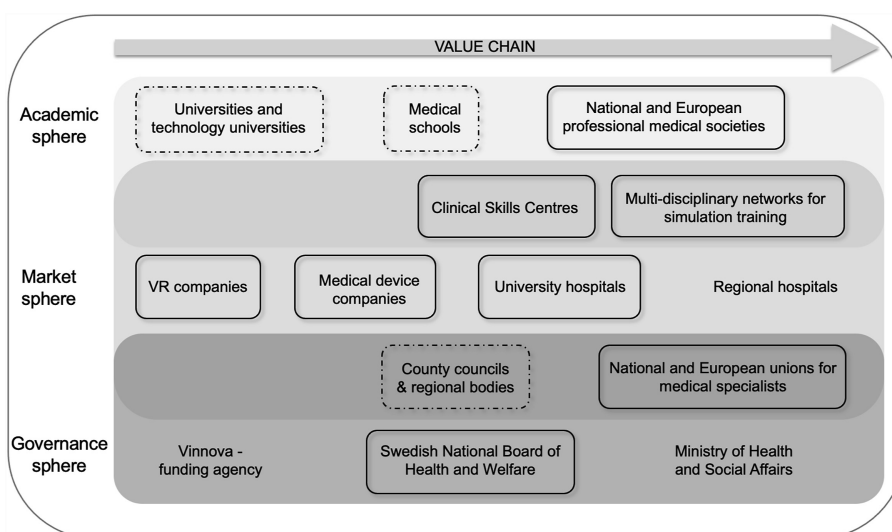 VALUE CHAIN
Academic
sphere
Universities and
technology universities
Medical
schools
National and European
professional medical societies
Clinical Skills Centres
Multi-disciplinary networks for
simulation training
Market
sphere
VR companies
Medical device
companies
University hospitals
Regional hospitals
County councils
& regional bodies
National and European unions for
medical specialists
Governance
sphere
Vinnova -
funding agency
Swedish National Board of
Health and Welfare
Ministry of Health
and Social Affairs